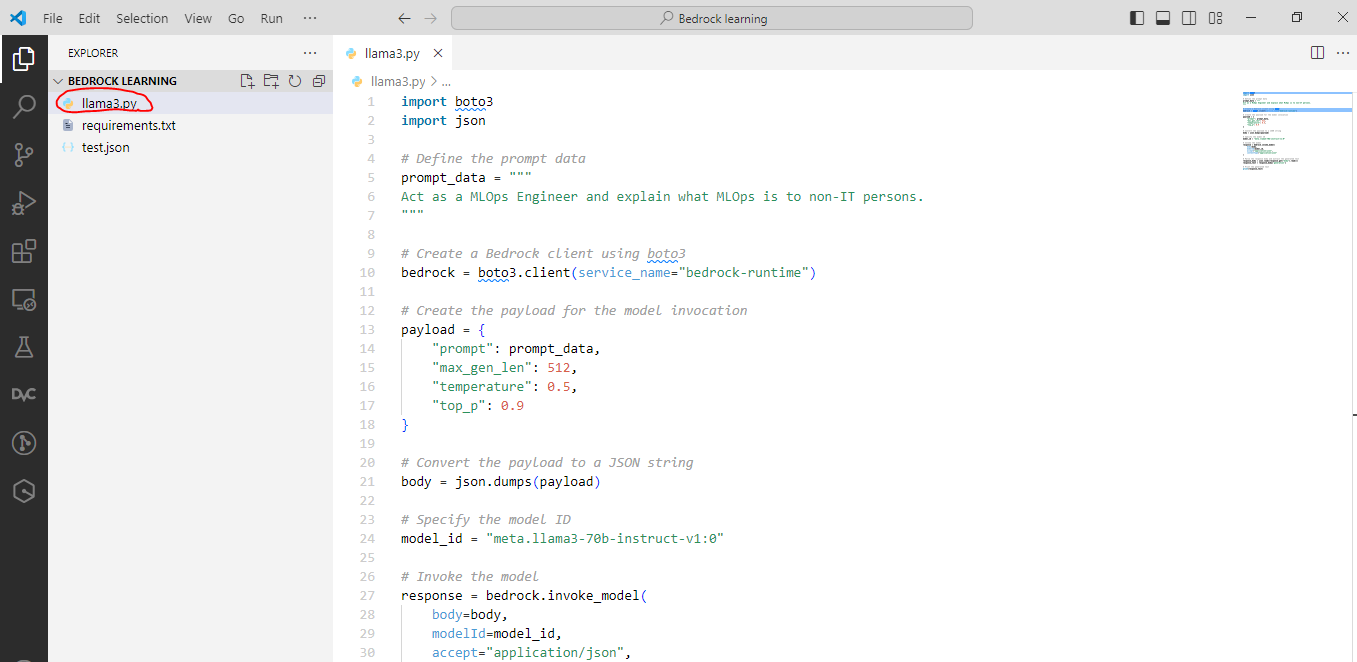 File Edit Selection View Go Run ··· Bedrock learning
EXPLORER ···
llama3.py
BEDROCK LEARNING
llama3.py
requirements.txt
test.json
DVC
llama3.py > ...
1 import boto3
2 import json
3
4 # Define the prompt data
5 prompt_data = """
6 Act as a MLOps Engineer and explain what MLOps is to non-IT persons.
7 """
8
9 # Create a Bedrock client using boto3
10 bedrock = boto3.client(service_name="bedrock-runtime")
11
12 # Create the payload for the model invocation
13 payload = {
14 "prompt": prompt_data,
15 "max_gen_len": 512,
16 "temperature": 0.5,
17 "top_p": 0.9
18 }
19
20 # Convert the payload to a JSON string
21 body = json.dumps(payload)
22
23 # Specify the model ID
24 model_id = "meta.llama3-70b-instruct-v1:0"
25
26 # Invoke the model
27 response = bedrock.invoke_model(
28 body=body,
29 modelId=model_id,
30 accept="application/json",